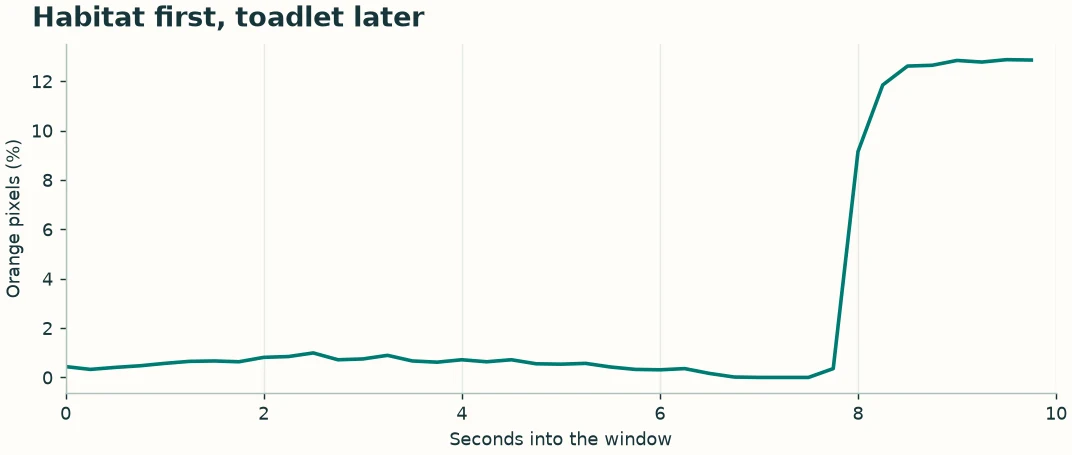 Habitat first, toadlet later
Orange pixels (%)
12
10
8
6
4
2
0
0 2 4 6 8 10
Seconds into the window